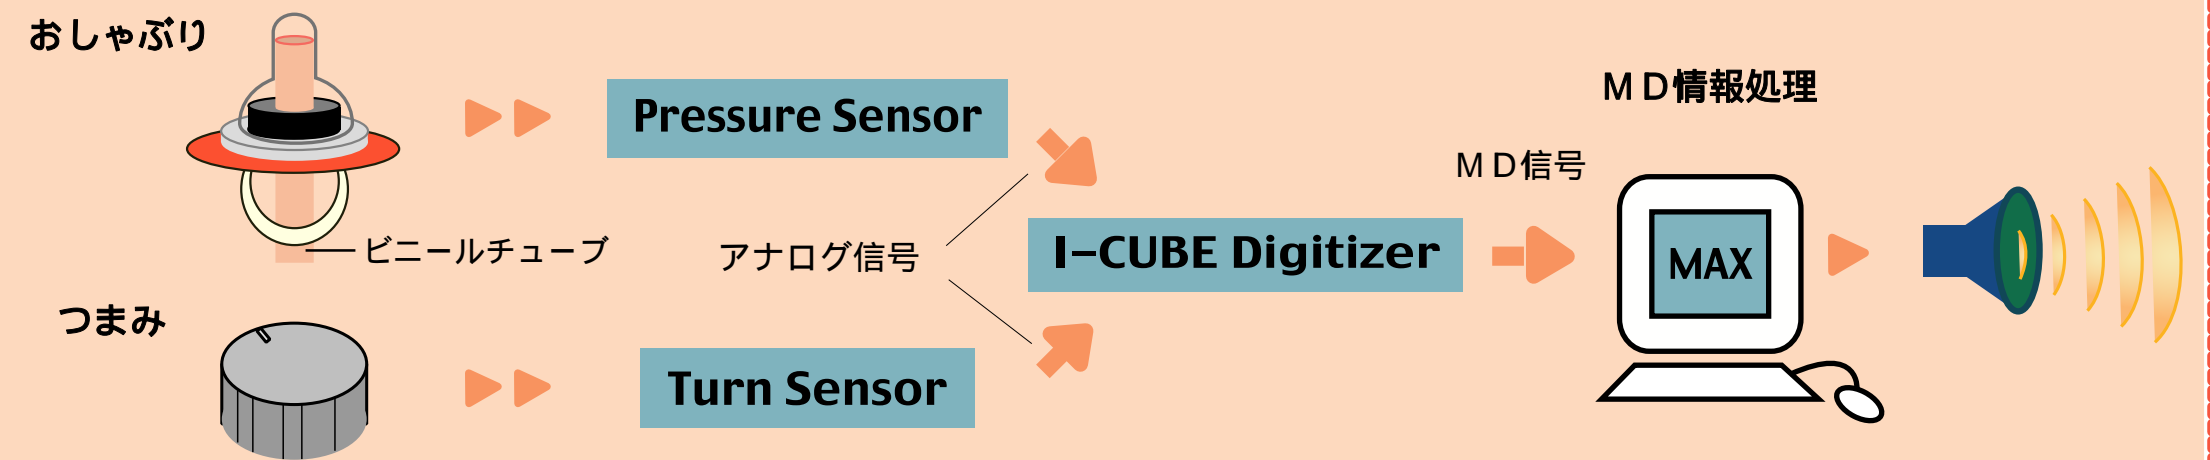 おしゃぶり
Pressure Sensor
ＭＤ情報処理
ＭＤ信号
ビニールチューブ
アナログ信号
I-CUBE Digitizer
MAX
つまみ
Turn Sensor